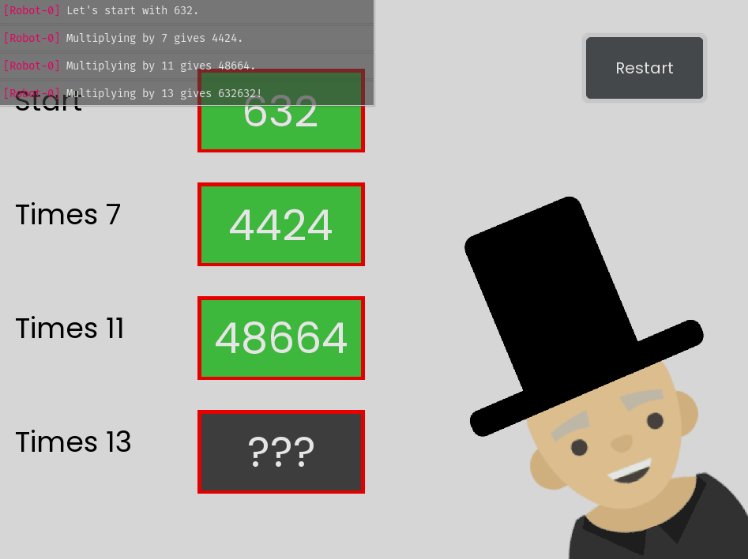 [Robot-0] Let's start with 632.
[Robot-0] Multiplying by 7 gives 4424.
[Robot-0] Multiplying by 11 gives 48664.
[Robot-0] Multiplying by 13 gives 632632!
Restart
Start 632
Times 7 4424
Times 11 48664
Times 13 ???